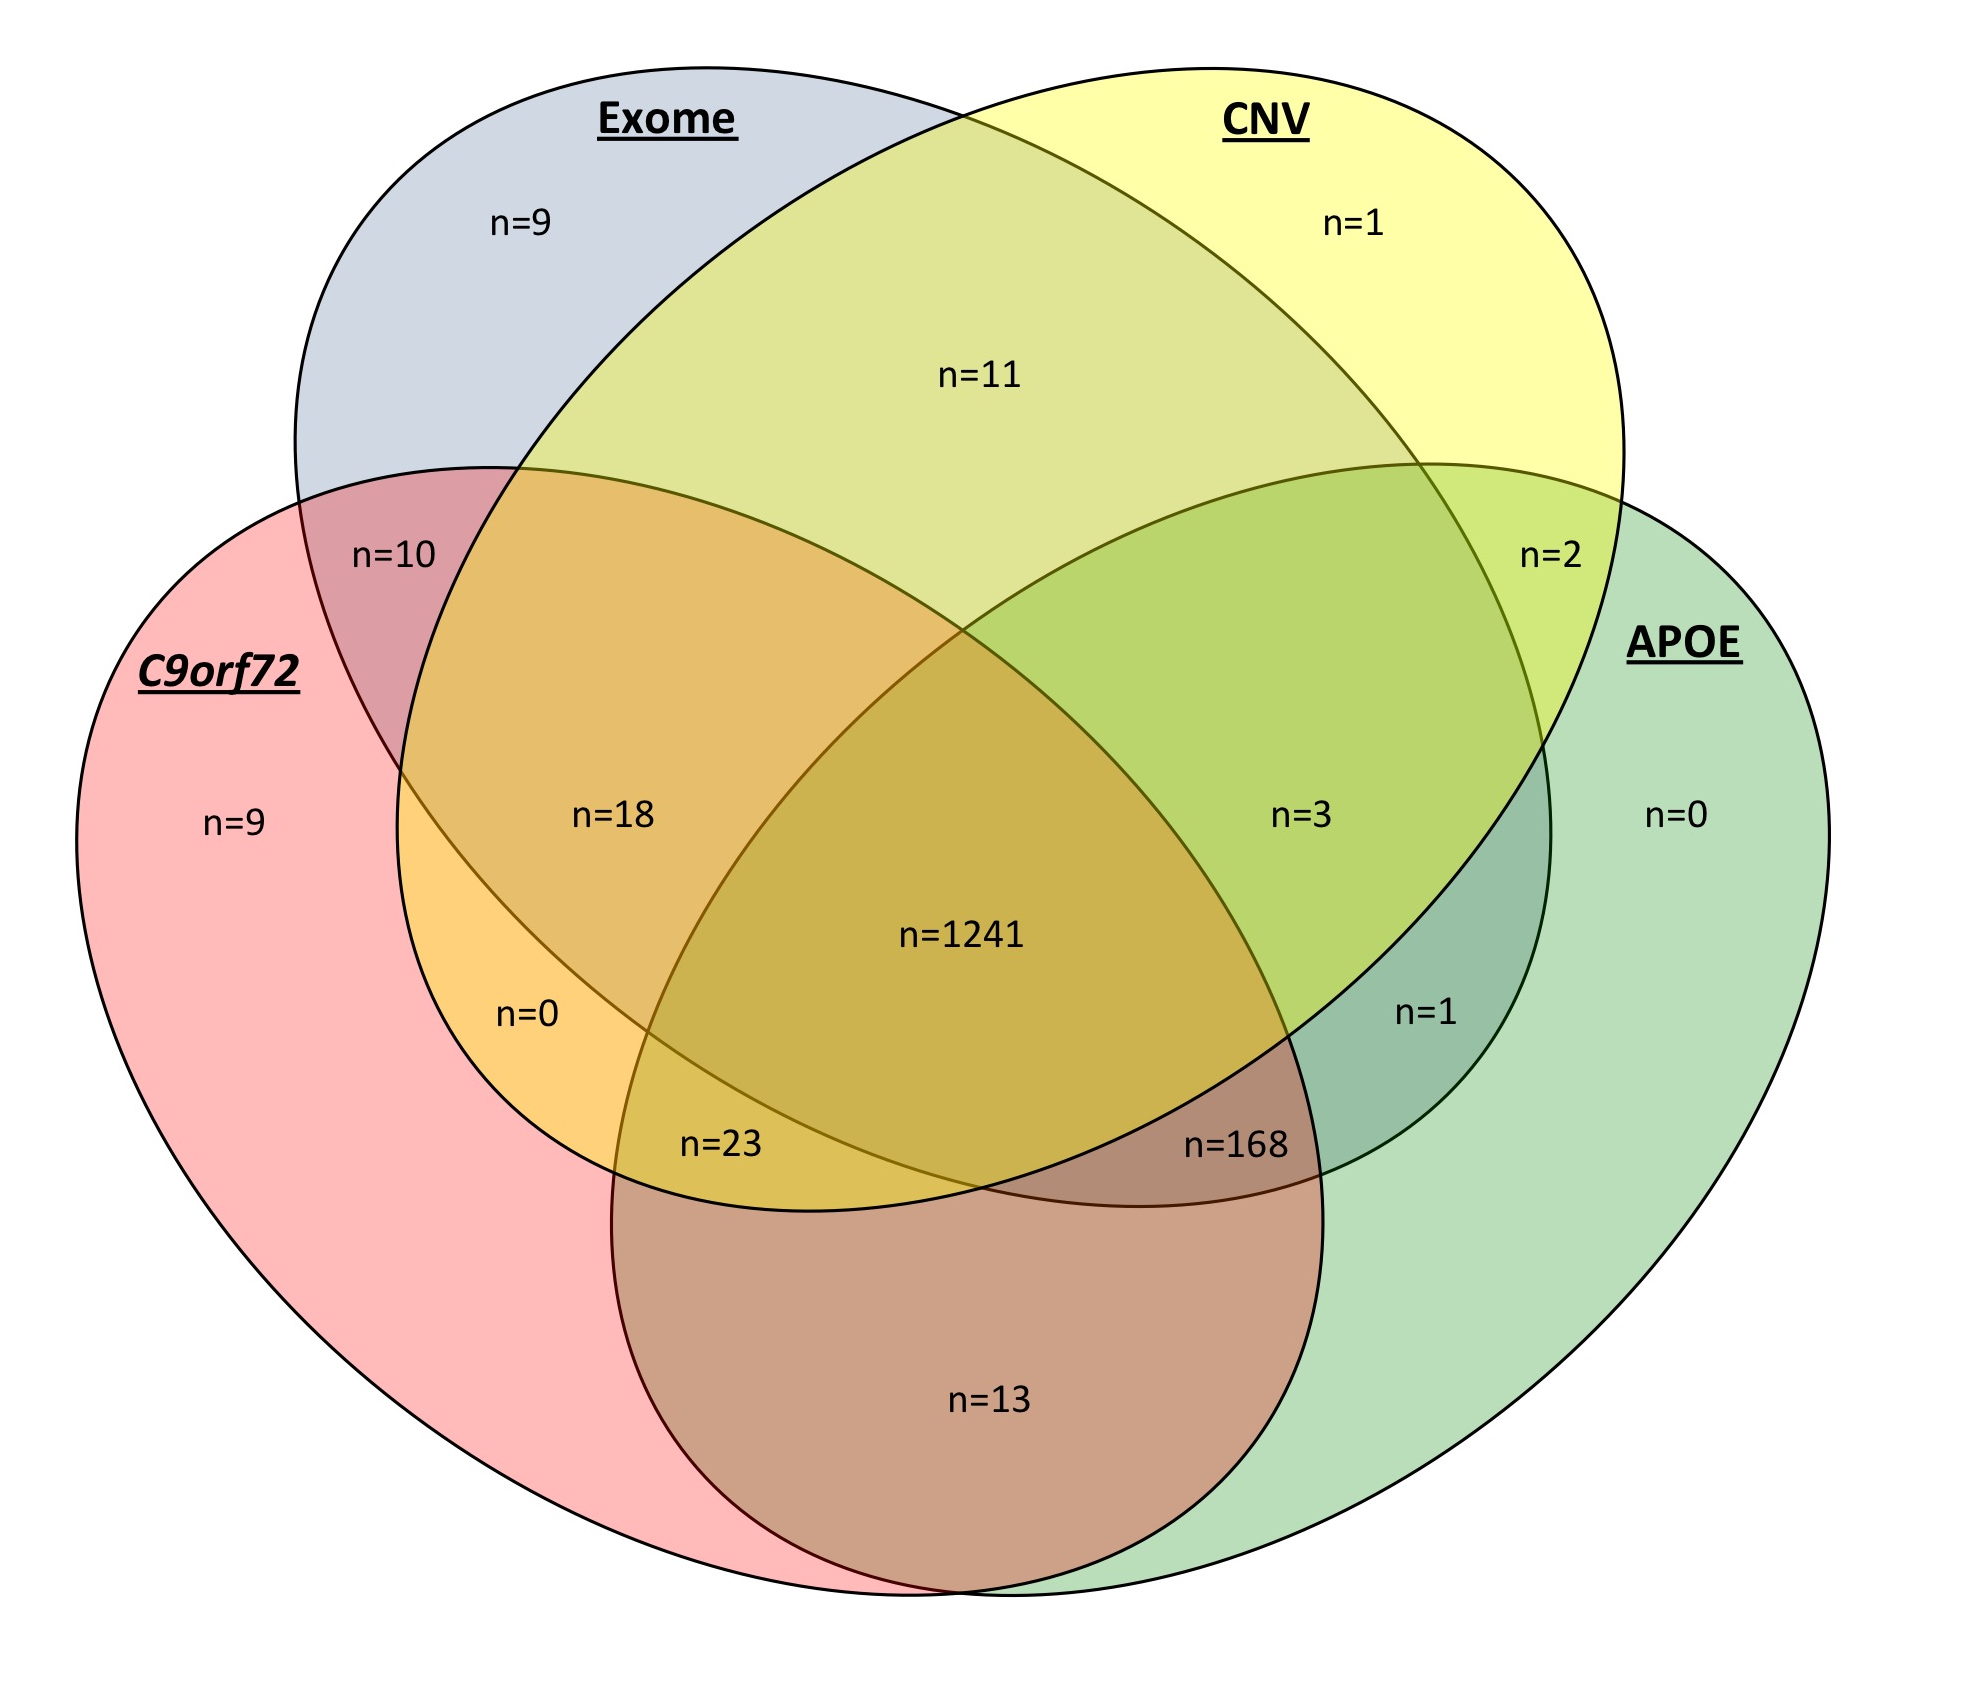 Exome
CNV
n=9
n=1
n=11
n=10
n=2
C9orf72
APOE
n=9
n=18
n=3
n=0
n=1241
n=0
n=1
n=23
n=168
n=13